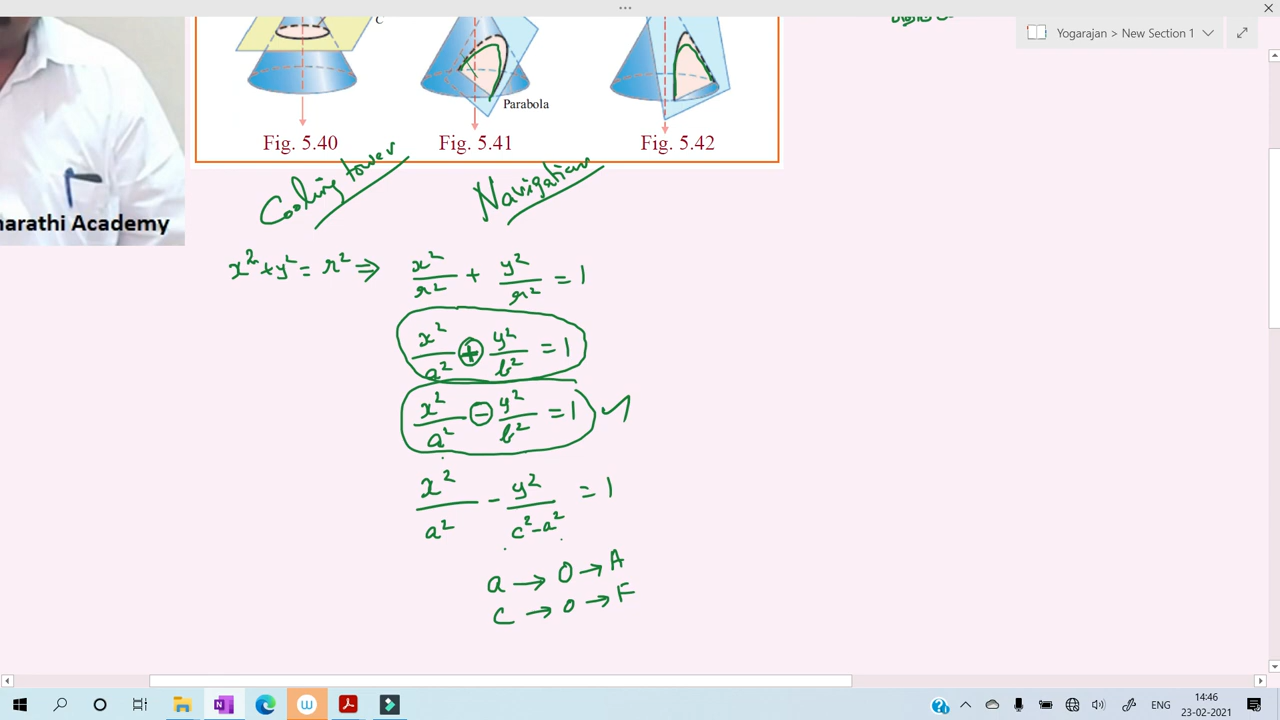 Yogarajan > New Section 1
C
Parabola
Fig. 5.40 Fig. 5.41 Fig. 5.42
Cooling tower
Navigation
harathi Academy
x² + y² = r² ⇒ x²/r² + y²/r² = 1
x²/a² + y²/b² = 1
x²/a² − y²/b² = 1 ✓
x²/a² − y²/c²−a² = 1
a → 0 → A
C → 0 → F
ENG
14:46
23-02-2021